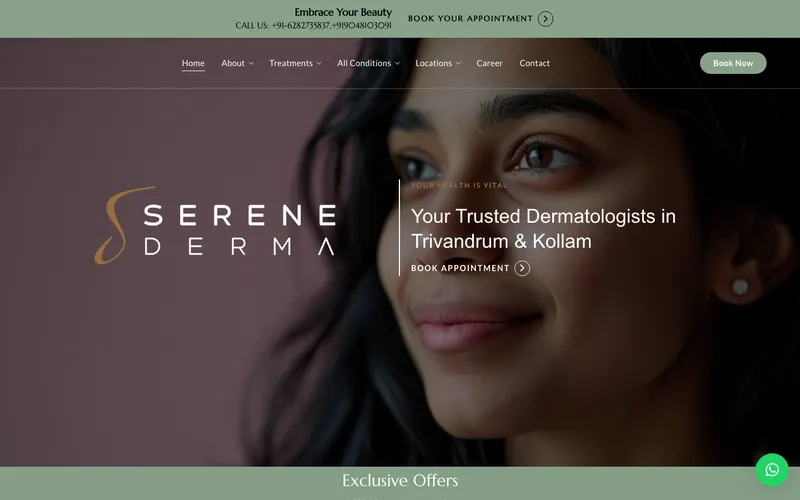 Embrace Your Beauty
CALL US: +91-6282735837,+919048103091
BOOK YOUR APPOINTMENT
Home
About
Treatments
All Conditions
Locations
Career
Contact
Book Now
SERENE
DERMA
YOUR HEALTH IS VITAL
Your Trusted Dermatologists in
Trivandrum & Kollam
BOOK APPOINTMENT
Exclusive Offers